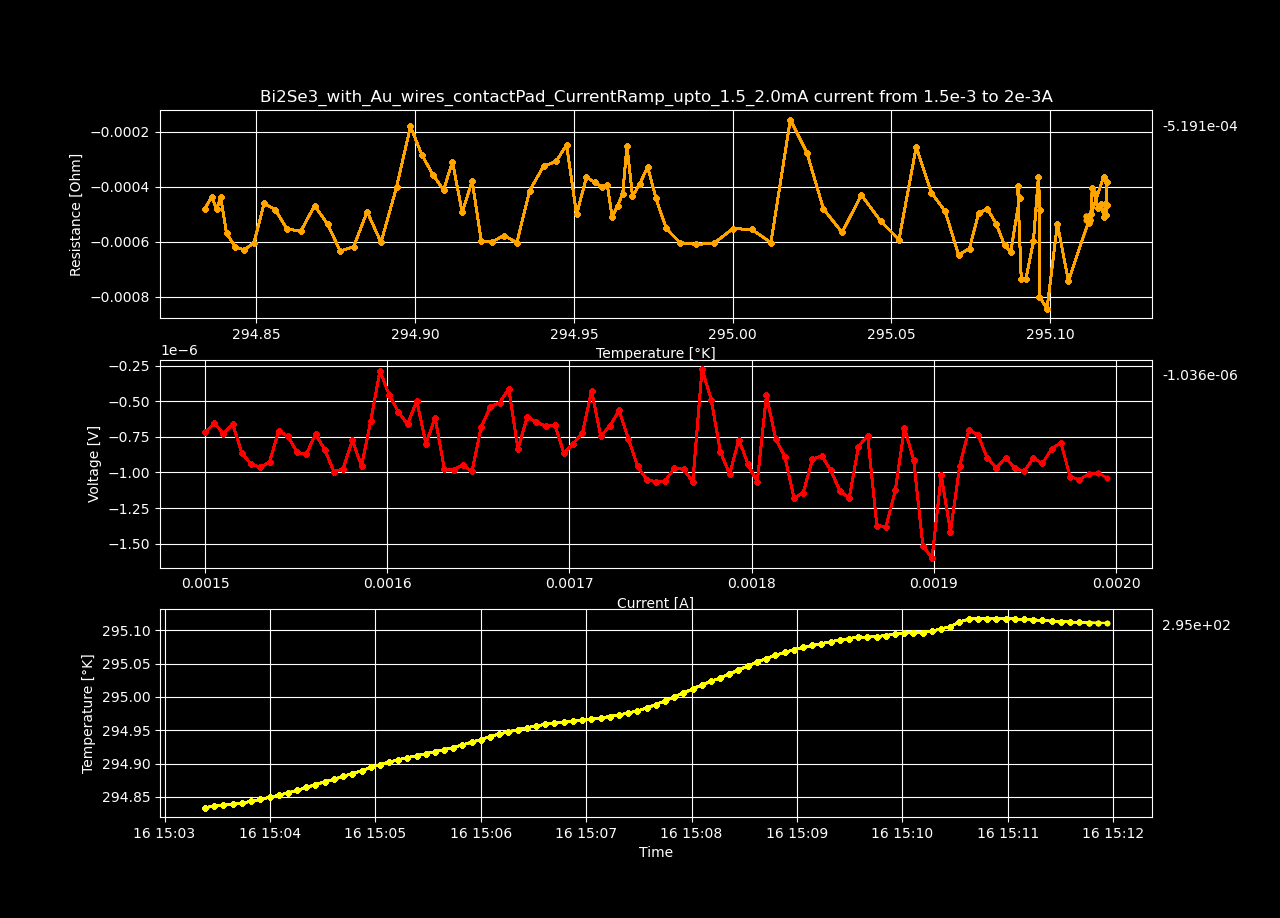 Bi2Se3_with_Au_wires_contactPad_CurrentRamp_upto_1.5_2.0mA current from 1.5e-3 to 2e-3A
-5.191e-04
Resistance [Ohm]
−0.0002
−0.0004
−0.0006
−0.0008
294.85 294.90 294.95 295.00 295.05 295.10
Temperature [°K]
1e−6
-1.036e-06
Voltage [V]
−0.25
−0.50
−0.75
−1.00
−1.25
−1.50
0.0015 0.0016 0.0017 0.0018 0.0019 0.0020
Current [A]
2.95e+02
Temperature [°K]
295.10
295.05
295.00
294.95
294.90
294.85
16 15:03 16 15:04 16 15:05 16 15:06 16 15:07 16 15:08 16 15:09 16 15:10 16 15:11 16 15:12
Time